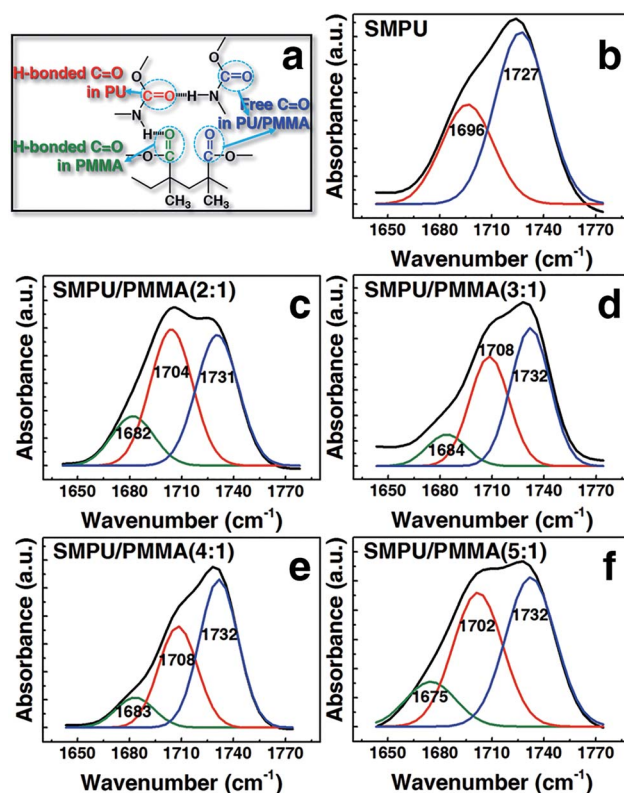 a
H-bonded C=O
in PU
Free C=O
in PU/PMMA
H-bonded C=O
in PMMA
O
C=O
H
N
O
C=O
N
H
O
C
O
C
O
O
CH₃ CH₃
SMPU
b
1696
1727
Absorbance (a.u.)
1650 1680 1710 1740 1770
Wavenumber (cm⁻¹)
SMPU/PMMA(2:1)
c
1682
1704
1731
Absorbance (a.u.)
1650 1680 1710 1740 1770
Wavenumber (cm⁻¹)
SMPU/PMMA(3:1)
d
1684
1708
1732
Absorbance (a.u.)
1650 1680 1710 1740 1770
Wavenumber (cm⁻¹)
SMPU/PMMA(4:1)
e
1683
1708
1732
Absorbance (a.u.)
1650 1680 1710 1740 1770
Wavenumber (cm⁻¹)
SMPU/PMMA(5:1)
f
1675
1702
1732
Absorbance (a.u.)
1650 1680 1710 1740 1770
Wavenumber (cm⁻¹)